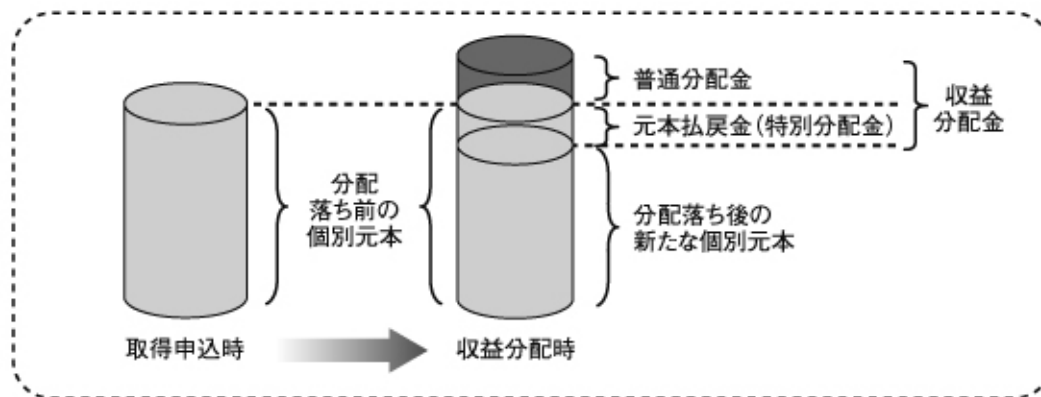 普通分配金
元本払戻金(特別分配金)
収益
分配金
分配
落ち前の
個別元本
分配落ち後の
新たな個別元本
取得申込時
収益分配時